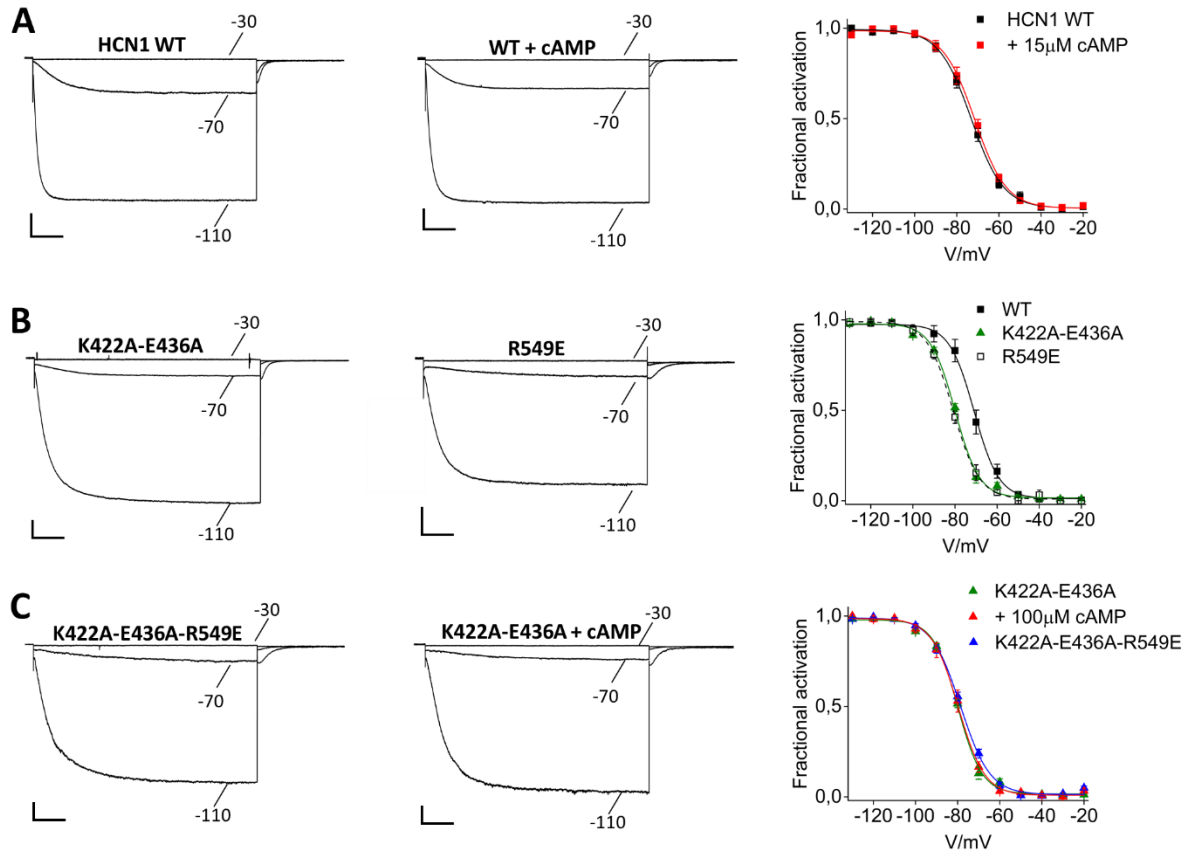 A
HCN1 WT
-30
-70
-110
WT + cAMP
-30
-70
-110
HCN1 WT
+ 15μM cAMP
Fractional activation
1,0
0,5
0,0
-120 -100 -80 -60 -40 -20
V/mV
B
K422A-E436A
-30
-70
-110
R549E
-30
-70
-110
WT
K422A-E436A
R549E
Fractional activation
1,0
0,5
0,0
-120 -100 -80 -60 -40 -20
V/mV
C
K422A-E436A-R549E
-30
-70
-110
K422A-E436A + cAMP
-30
-70
-110
K422A-E436A
+ 100μM cAMP
K422A-E436A-R549E
Fractional activation
1,0
0,5
0,0
-120 -100 -80 -60 -40 -20
V/mV